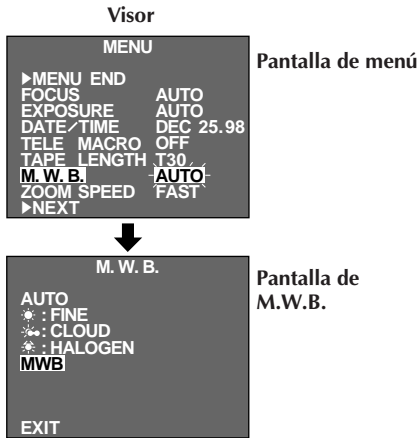 Visor
MENU
Pantalla de menú
▶MENU END
FOCUS AUTO
EXPOSURE AUTO
DATE/TIME DEC 25.98
TELE MACRO OFF
TAPE LENGTH T30
M. W. B. AUTO
ZOOM SPEED FAST
▶NEXT
M. W. B.
Pantalla de
M.W.B.
AUTO
: FINE
: CLOUD
: HALOGEN
MWB
EXIT